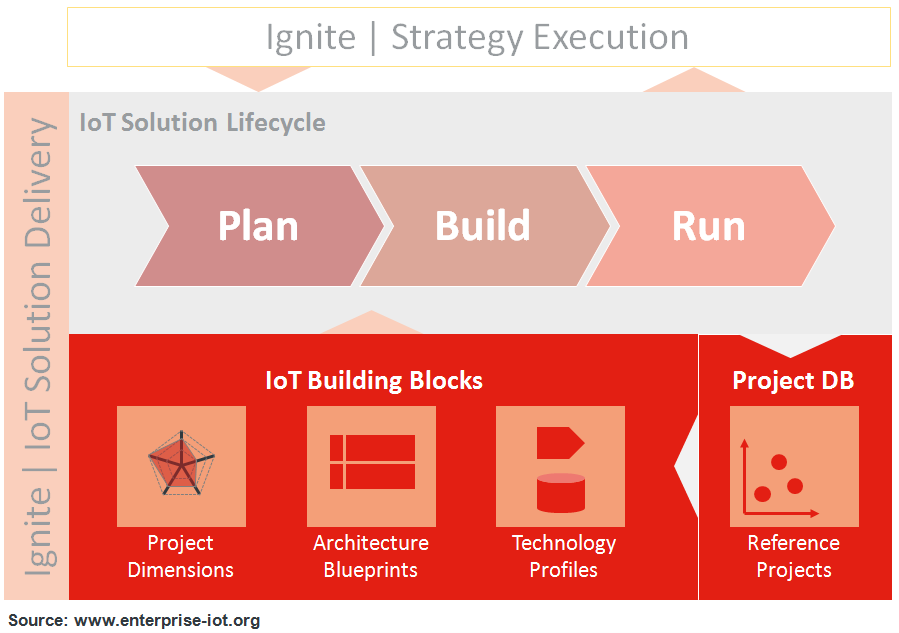 Ignite | Strategy Execution
Ignite | IoT Solution Delivery
IoT Solution Lifecycle
Plan
Build
Run
IoT Building Blocks
Project DB
Project
Dimensions
Architecture
Blueprints
Technology
Profiles
Reference
Projects
Source: www.enterprise-iot.org